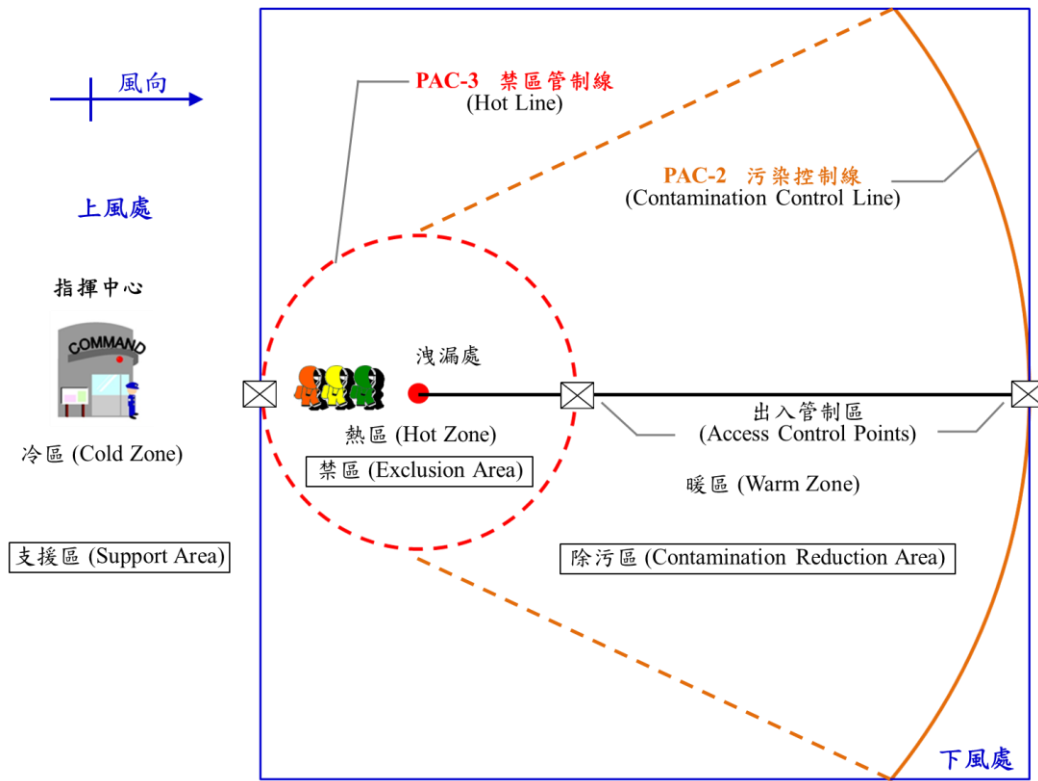 風向
PAC-3 禁區管制線
(Hot Line)
PAC-2 污染控制線
(Contamination Control Line)
上風處
指揮中心
COMMAND
洩漏處
出入管制區
(Access Control Points)
熱區 (Hot Zone)
冷區 (Cold Zone)
禁區 (Exclusion Area)
暖區 (Warm Zone)
支援區 (Support Area)
除污區 (Contamination Reduction Area)
下風處